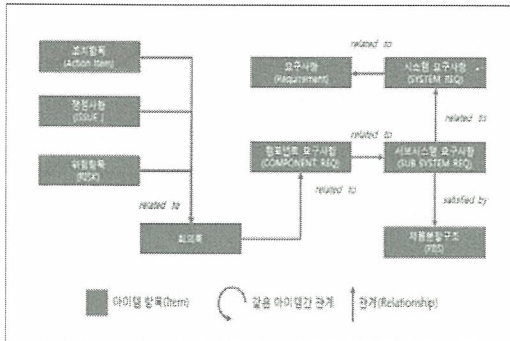 조치항목
(Action Item)
쟁점사항
(ISSUE )
위험항목
(RISK)
related to
회의록
요구사항
(Requirement)
related to
시스템 요구사항
(SYSTEM REQ)
related to
컴포넌트 요구사항
(COMPONENT REQ)
related to
서브시스템 요구사항
(SUB SYSTEM REQ)
related to
satisfied by
제품분할구조
(PBS)
아이템 항목(Item)
같은 아이템간 관계
관계(Relationship)